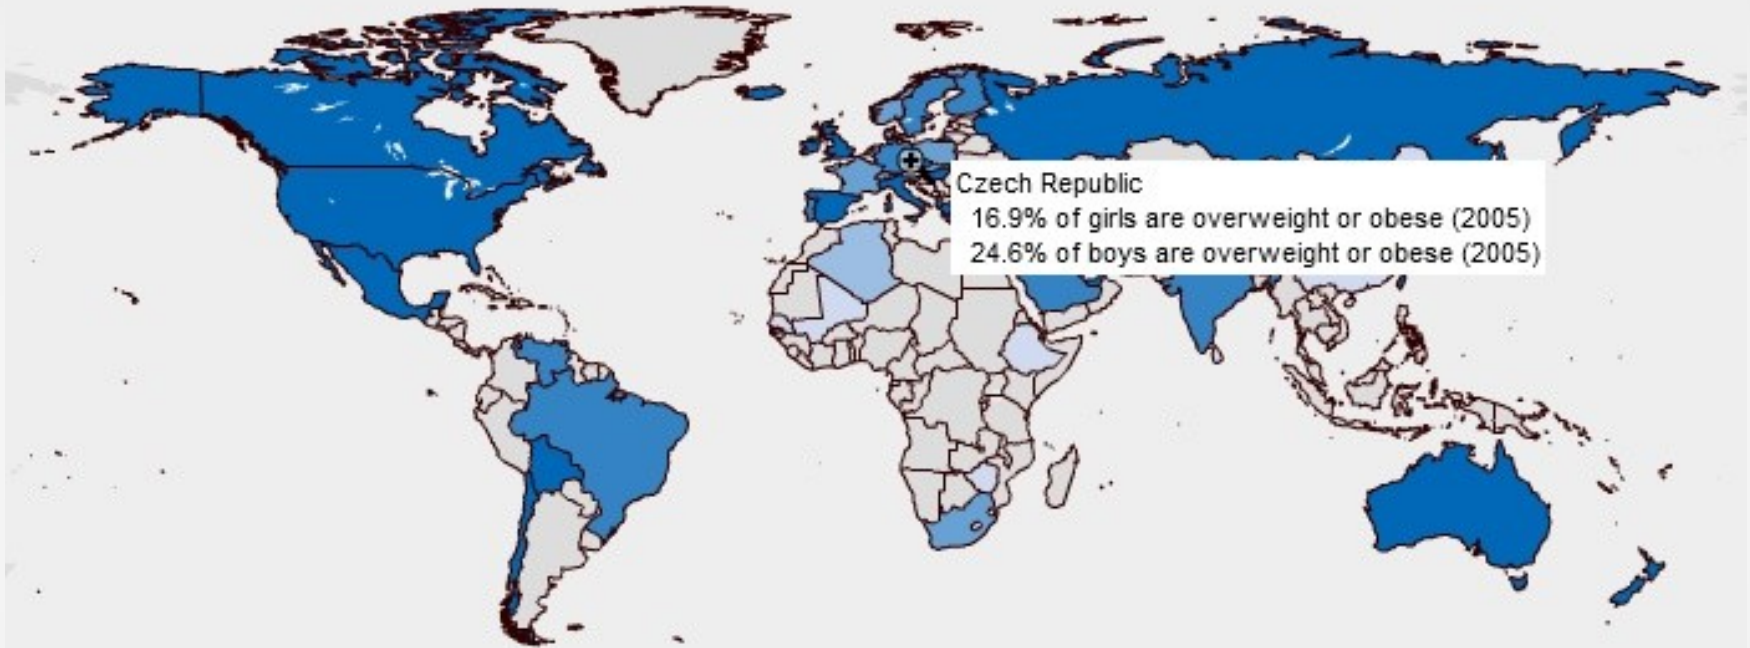 Czech Republic
16.9% of girls are overweight or obese (2005)
24.6% of boys are overweight or obese (2005)